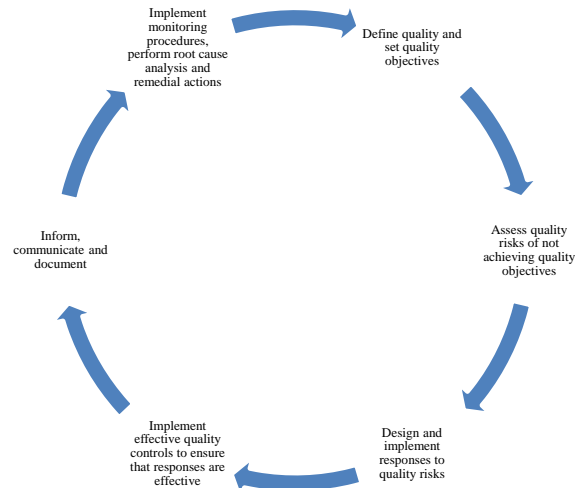 Implement
monitoring
procedures,
perform root cause
analysis and
remedial actions
Define quality and
set quality
objectives
Assess quality
risks of not
achieving quality
objectives
Design and
implement
responses to
quality risks
Implement
effective quality
controls to ensure
that responses are
effective
Inform,
communicate and
document